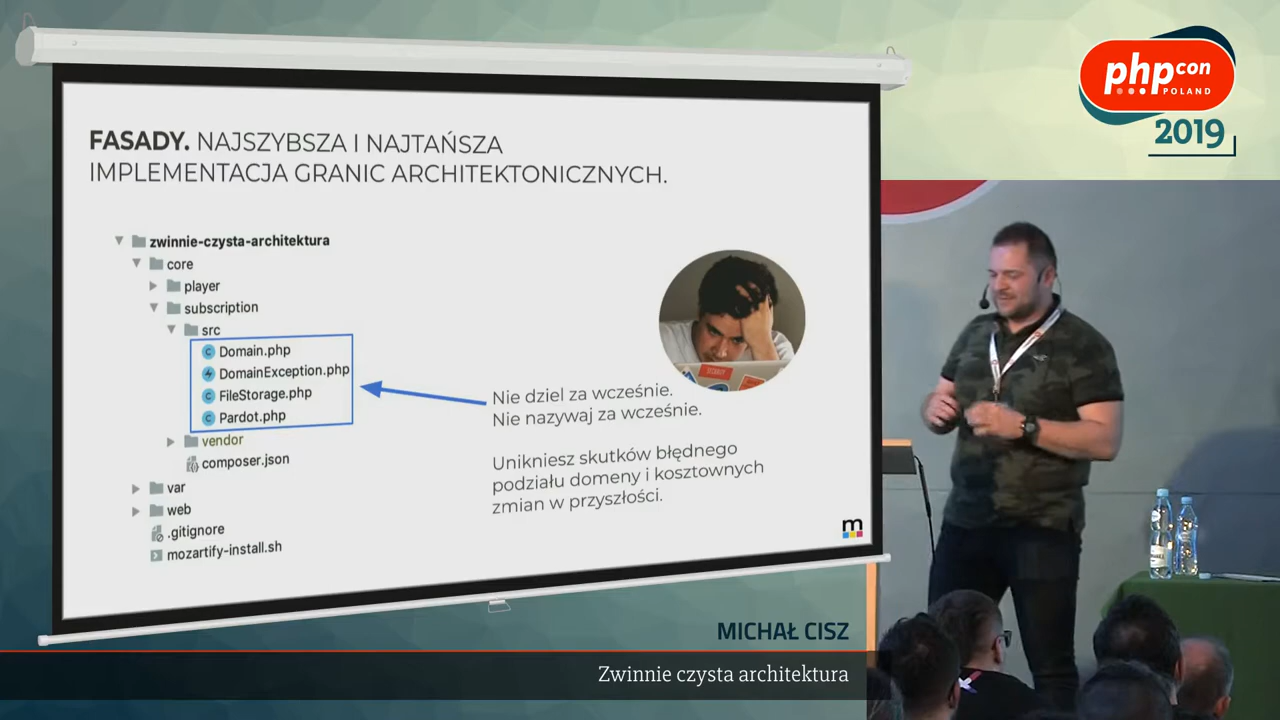 phpcon
POLAND
2019
FASADY. NAJSZYBSZA I NAJTAŃSZA
IMPLEMENTACJA GRANIC ARCHITEKTONICZNYCH.
zwinnie-czysta-architektura
core
player
subscription
src
Domain.php
DomainException.php
FileStorage.php
Pardot.php
vendor
composer.json
var
web
.gitignore
mozartify-install.sh
Nie dziel za wcześnie.
Nie nazywaj za wcześnie.
Unikniesz skutków błędnego
podziału domeny i kosztownych
zmian w przyszłości.
m
MICHAŁ CISZ
Zwinnie czysta architektura